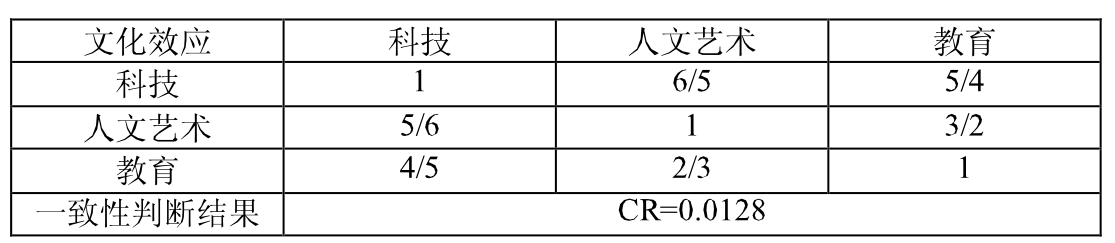 文化效应 科技 人文艺术 教育
科技 1 6/5 5/4
人文艺术 5/6 1 3/2
教育 4/5 2/3 1
一致性判断结果 CR=0.0128